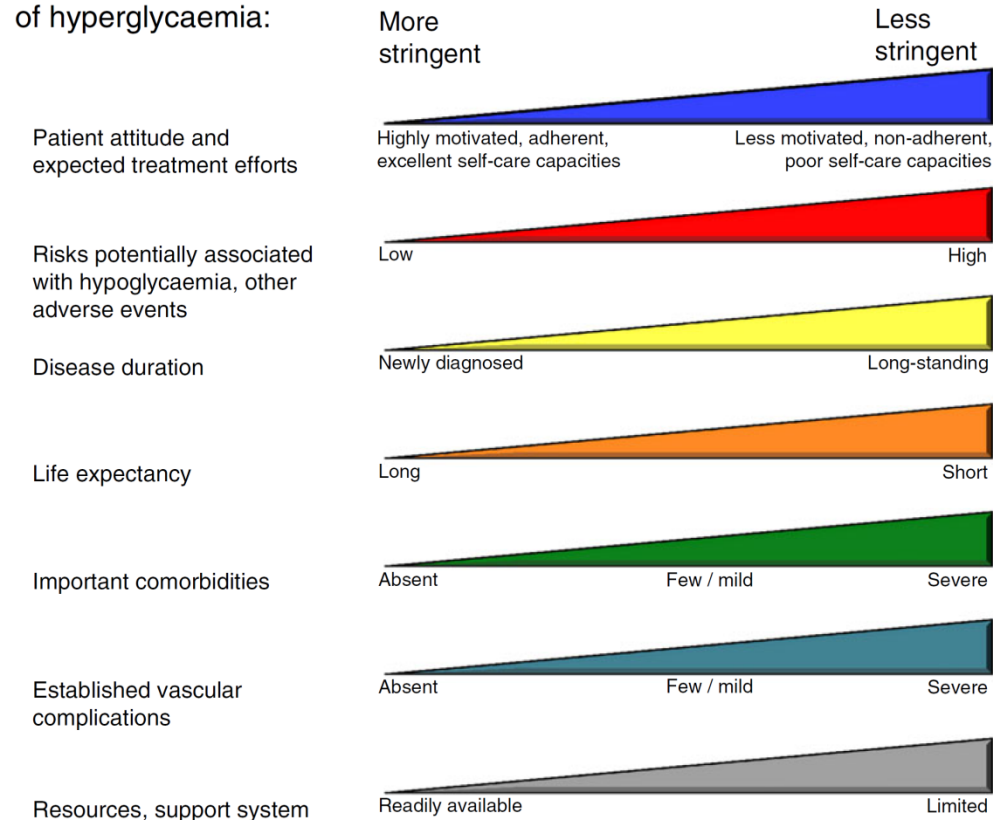 of hyperglycaemia:
More
stringent
Less
stringent
Patient attitude and
expected treatment efforts
Highly motivated, adherent,
excellent self-care capacities
Less motivated, non-adherent,
poor self-care capacities
Risks potentially associated
with hypoglycaemia, other
adverse events
Low
High
Disease duration
Newly diagnosed
Long-standing
Life expectancy
Long
Short
Important comorbidities
Absent
Few / mild
Severe
Established vascular
complications
Absent
Few / mild
Severe
Resources, support system
Readily available
Limited